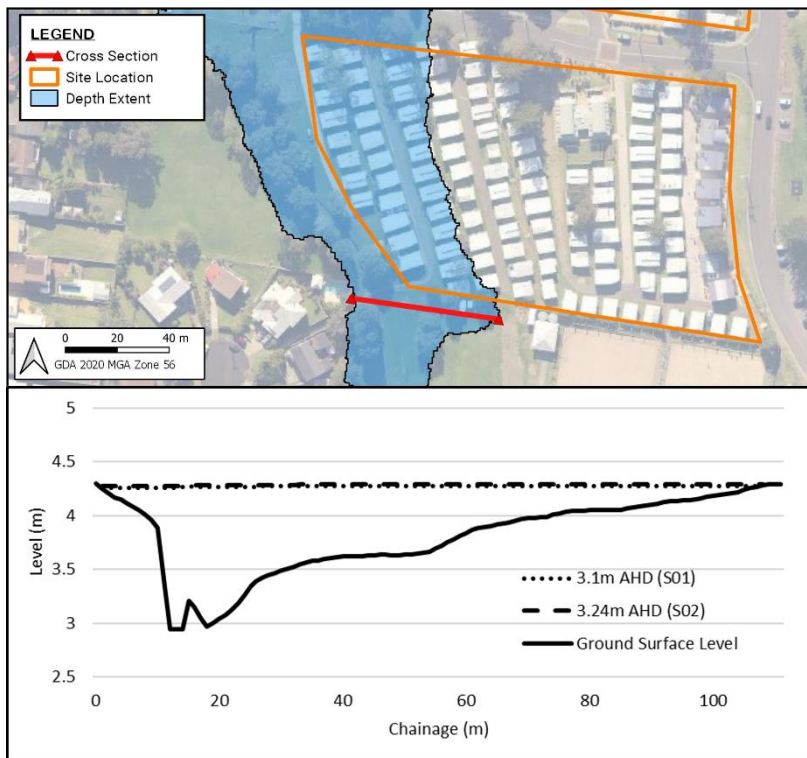 LEGEND
Cross Section
Site Location
Depth Extent
0 20 40 m
GDA 2020 MGA Zone 56
5
4.5
4
3.5
3
2.5
Level (m)
3.1m AHD (S01)
3.24m AHD (S02)
Ground Surface Level
0 20 40 60 80 100
Chainage (m)